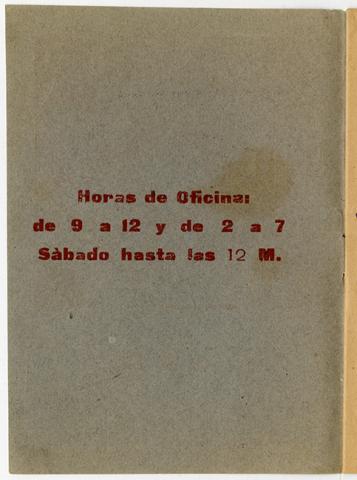 Horas de Oficina:
de 9 a 12 y de 2 a 7
Sàbado hasta las 12 M.